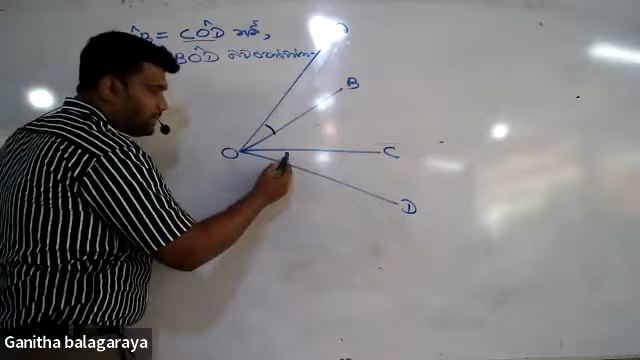 B̂ = CÔD නම්,
BÔD
B
O
C
D
Ganitha balagaraya